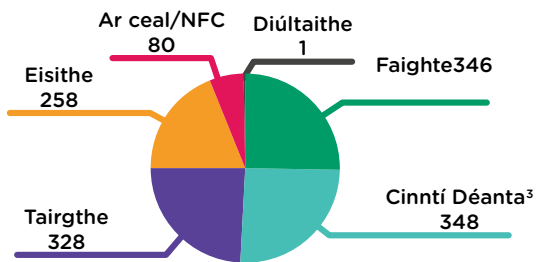 Ar ceal/NFC
80
Diúltaithe
1
Eisithe
258
Faighte346
Cinntí Déanta³
348
Tairgthe
328